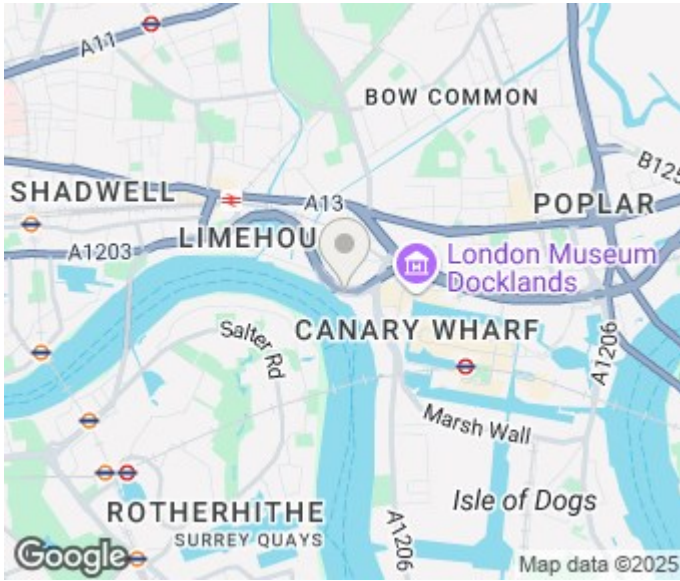 A11
BOW COMMON
B125
SHADWELL
A13
POPLAR
LIMEHOU
A1203
London Museum
Docklands
CANARY WHARF
Salter Rd
A1206
Marsh Wall
Isle of Dogs
ROTHERHITHE
SURREY QUAYS
A1206
Google
Map data ©2025